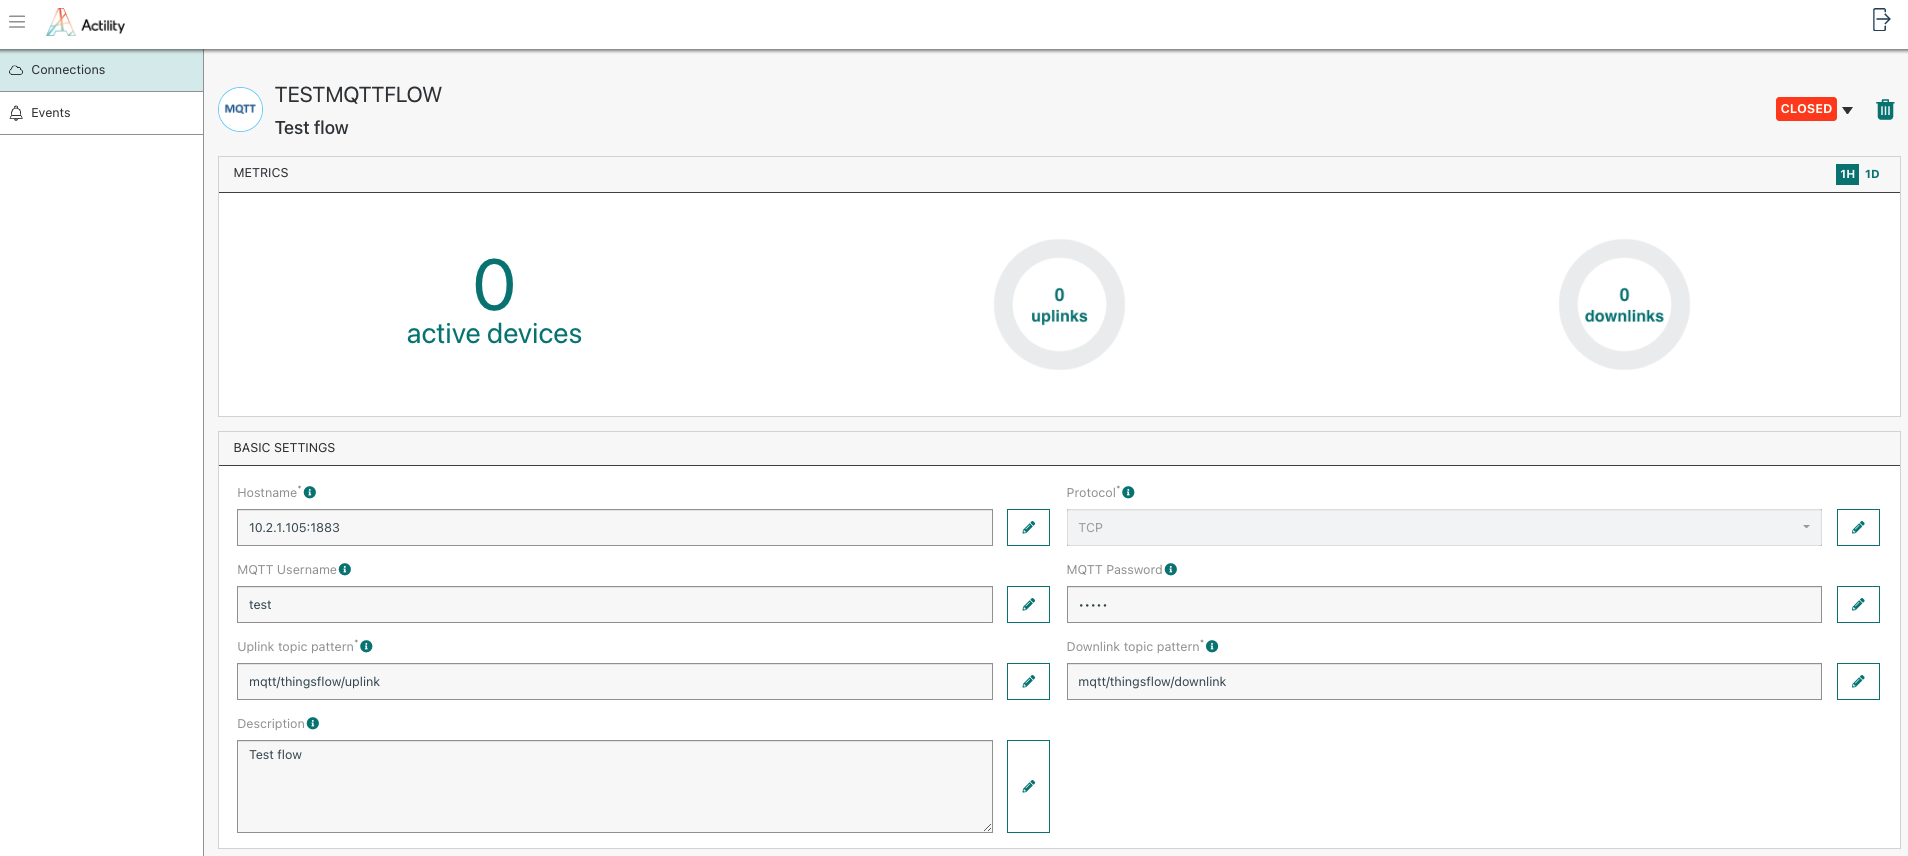 Actility
Connections
Events
MQTT
TESTMQTTFLOW
Test flow
CLOSED
METRICS
1H 1D
0
active devices
0
uplinks
0
downlinks
BASIC SETTINGS
Hostname*
10.2.1.105:1883
Protocol*
TCP
MQTT Username
test
MQTT Password
•••••
Uplink topic pattern*
mqtt/thingsflow/uplink
Downlink topic pattern*
mqtt/thingsflow/downlink
Description
Test flow